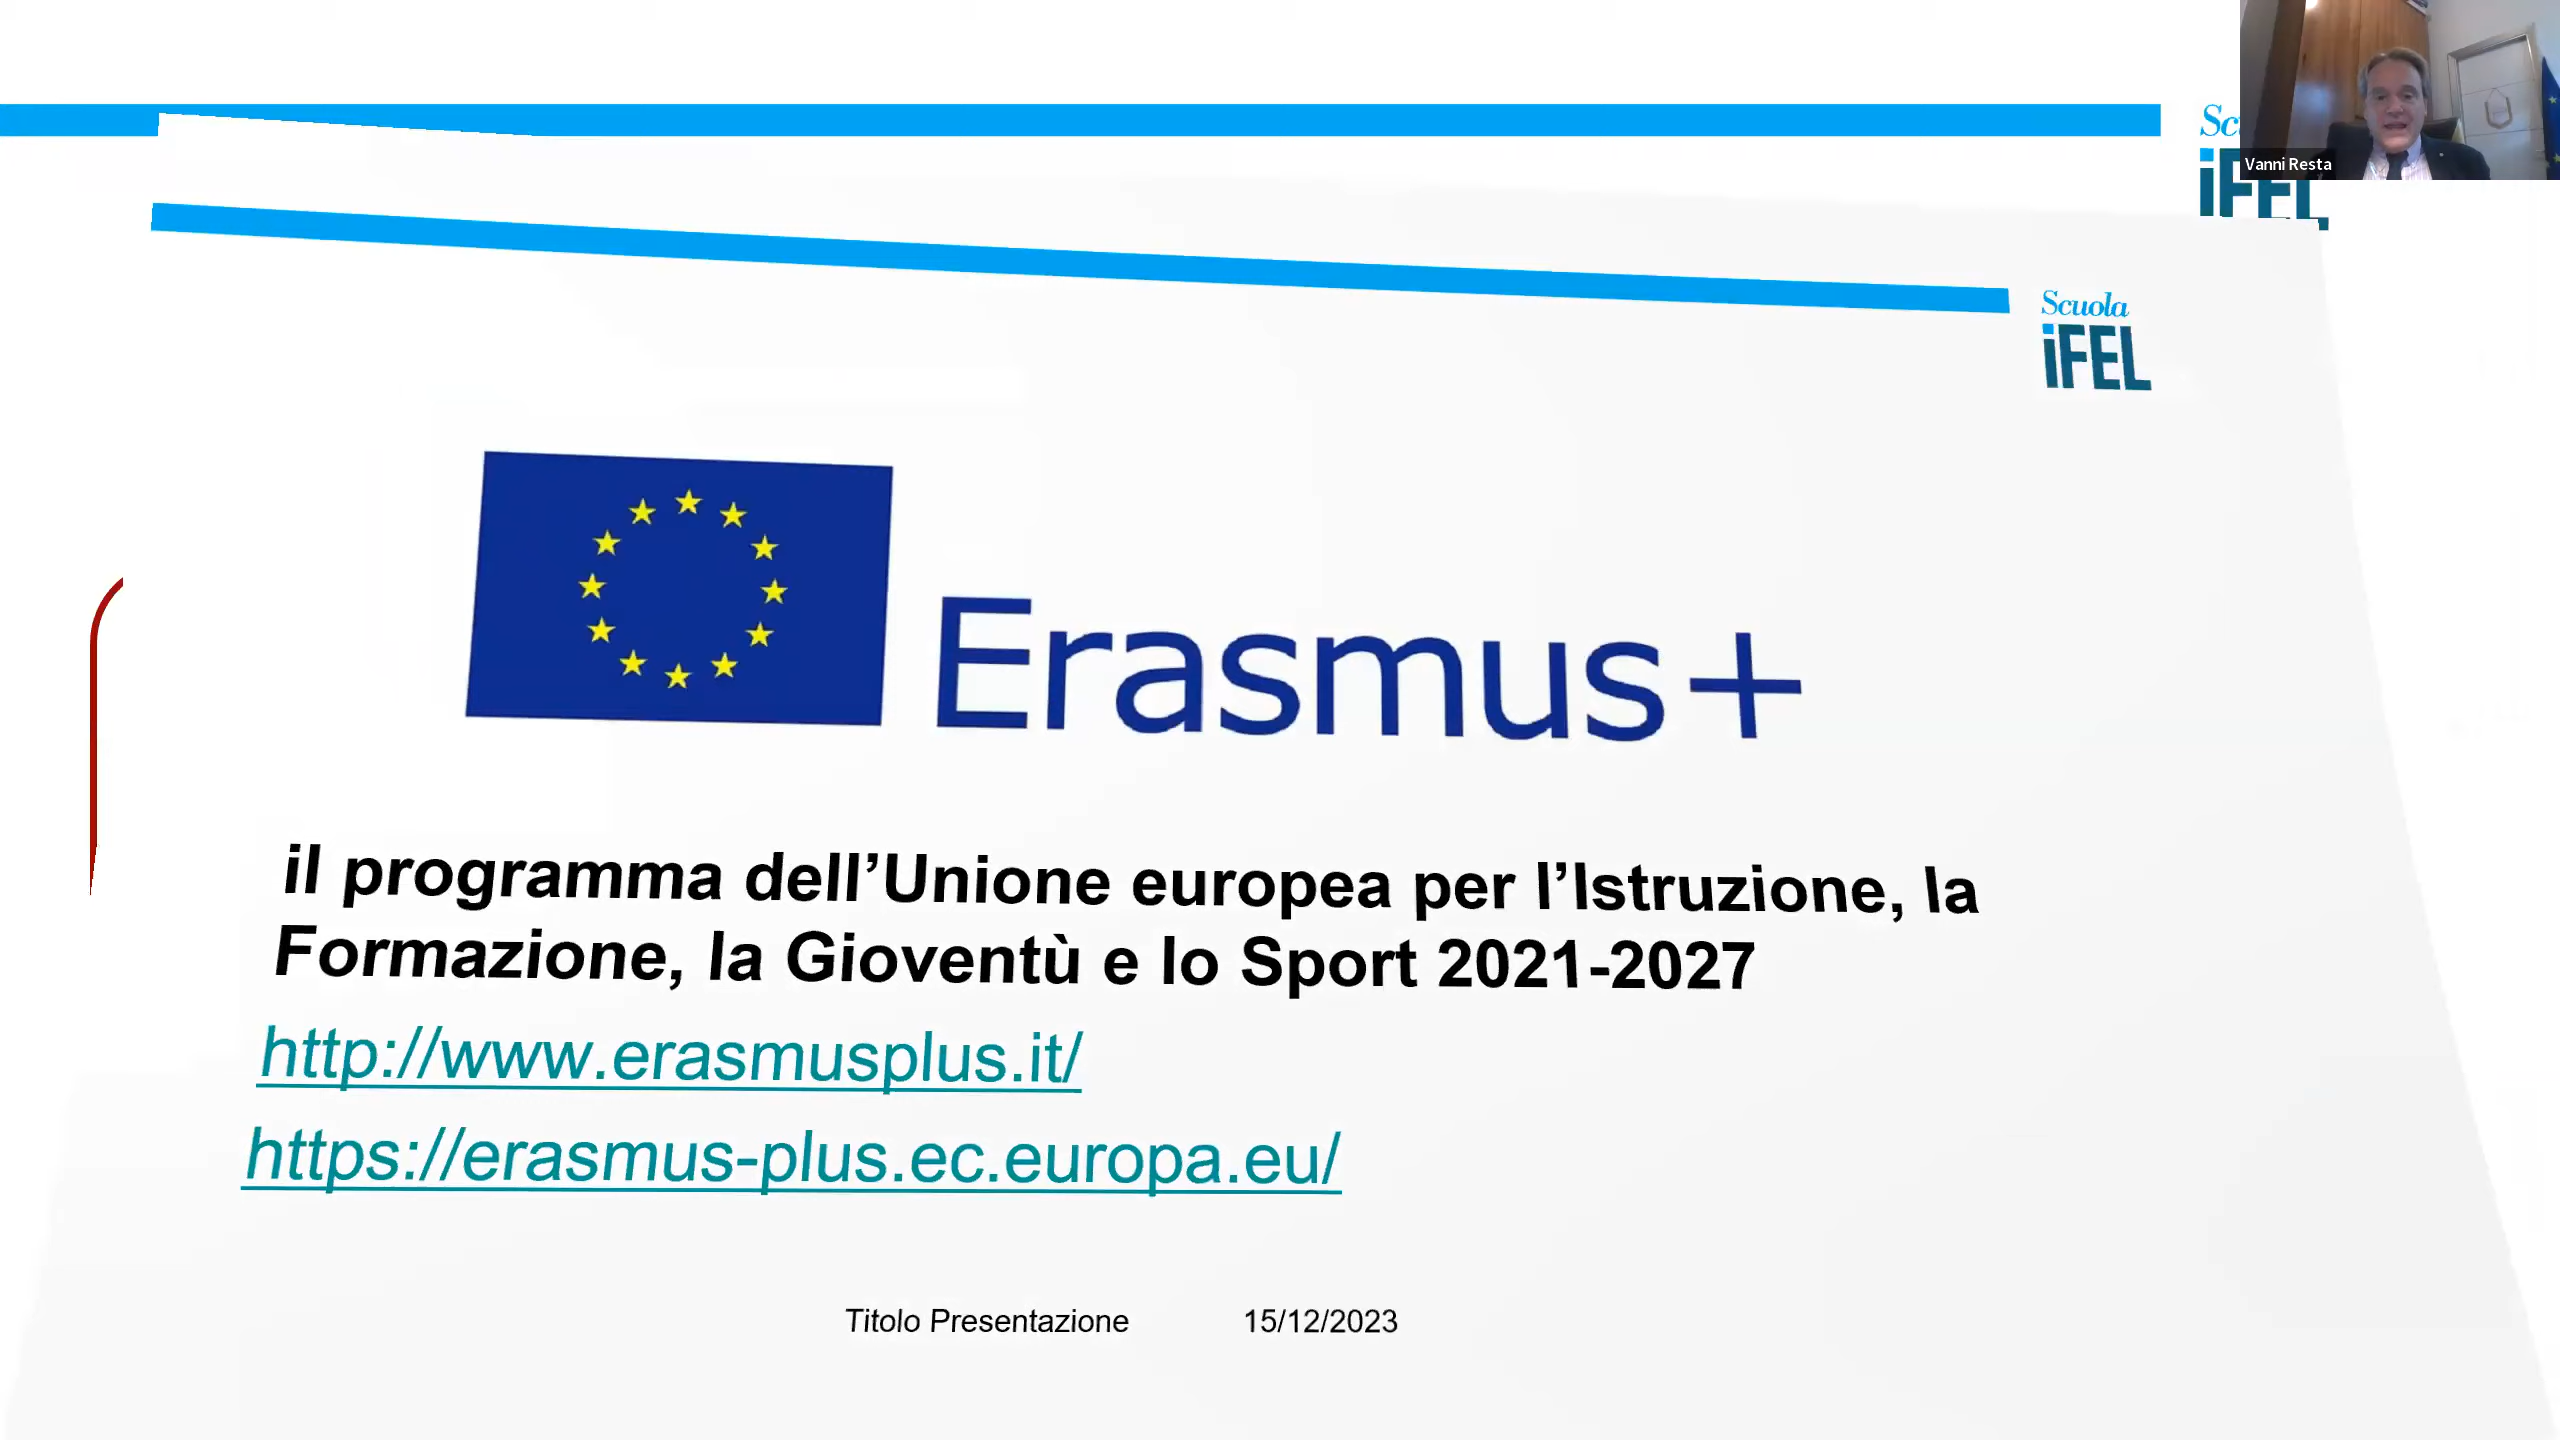 Vanni Resta
iFEL
Scuola
iFEL
Erasmus+
il programma dell’Unione europea per l’Istruzione, la
Formazione, la Gioventù e lo Sport 2021-2027
http://www.erasmusplus.it/
https://erasmus-plus.ec.europa.eu/
Titolo Presentazione 15/12/2023